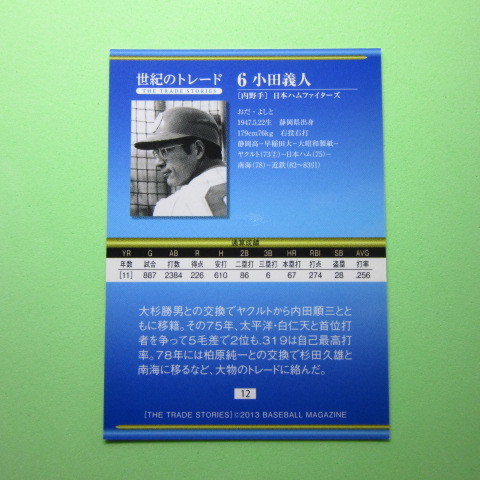 世紀のトレード
THE TRADE STORIES
6 小田義人
[内野手] 日本ハムファイターズ
おだ・よしと
1947.5.22生 静岡県出身
179cm76kg 右投右打
静岡高−早稲田大−大昭和製紙−
ヤクルト(73②)−日本ハム(75)−
南海(78)−近鉄(82〜83引)
通算成績
YR G AB R H 2B 3B HR RBI SB AVG
年数 試合 打数 得点 安打 二塁打 三塁打 本塁打 打点 盗塁 打率
[11] 887 2384 226 610 86 6 67 274 28 .256
大杉勝男との交換でヤクルトから内田順三とと
もに移籍。その75年、太平洋・白仁天と首位打
者を争って5毛差で2位も、.319は自己最高打
率。78年には柏原純一との交換で杉田久雄と
南海に移るなど、大物のトレードに絡んだ。
12
[THE TRADE STORIES]©2013 BASEBALL MAGAZINE